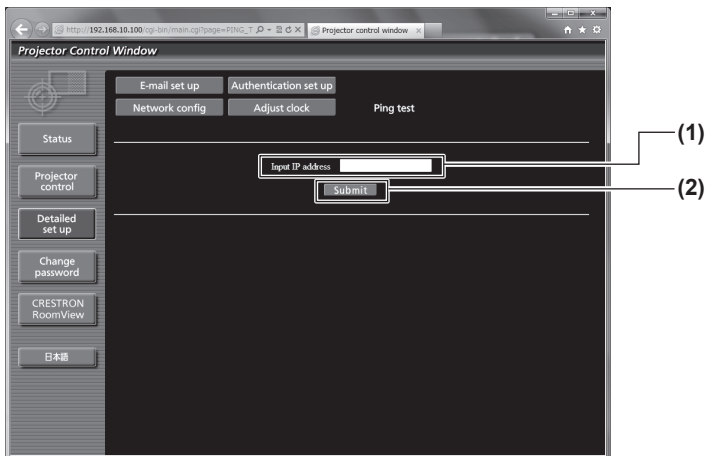 http://192.168.10.100/cgi-bin/main.cgi?page=PING_T
Projector control window
Projector Control Window
E-mail set up
Authentication set up
Network config
Adjust clock
Ping test
Status
Projector
control
Detailed
set up
Change
password
CRESTRON
RoomView
日本語
Input IP address
Submit
(1)
(2)